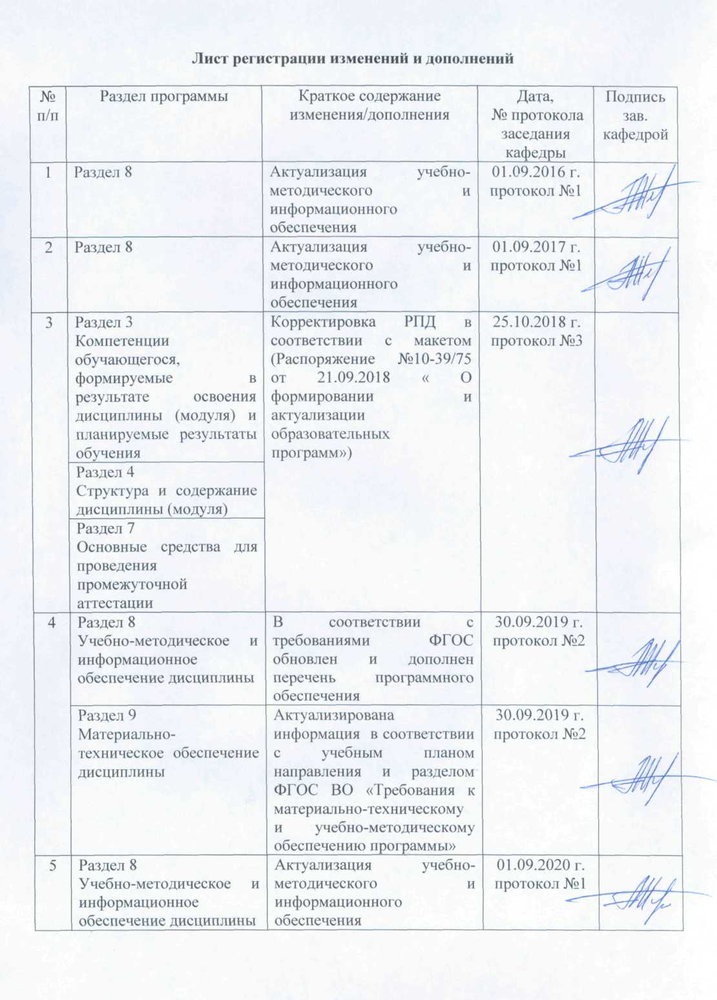 Лист регистрации изменений и дополнений
№
п/п
Раздел программы
Краткое содержание
изменения/дополнения
Дата,
№ протокола
заседания
кафедры
Подпись
зав.
кафедрой
1
Раздел 8
Актуализация учебно-
методического и
информационного
обеспечения
01.09.2016 г.
протокол №1
2
Раздел 8
Актуализация учебно-
методического и
информационного
обеспечения
01.09.2017 г.
протокол №1
3
Раздел 3
Компетенции
обучающегося,
формируемые в
результате освоения
дисциплины (модуля) и
планируемые результаты
обучения
Раздел 4
Структура и содержание
дисциплины (модуля)
Раздел 7
Основные средства для
проведения
промежуточной
аттестации
Корректировка РПД в
соответствии с макетом
(Распоряжение №10-39/75
от 21.09.2018 « О
формировании и
актуализации
образовательных
программ»)
25.10.2018 г.
протокол №3
4
Раздел 8
Учебно-методическое и
информационное
обеспечение дисциплины
В соответствии с
требованиями ФГОС
обновлен и дополнен
перечень программного
обеспечения
30.09.2019 г.
протокол №2
Раздел 9
Материально-
техническое обеспечение
дисциплины
Актуализирована
информация в соответствии
с учебным планом
направления и разделом
ФГОС ВО «Требования к
материально-техническому
и учебно-методическому
обеспечению программы»
30.09.2019 г.
протокол №2
5
Раздел 8
Учебно-методическое и
информационное
обеспечение дисциплины
Актуализация учебно-
методического и
информационного
обеспечения
01.09.2020 г.
протокол №1